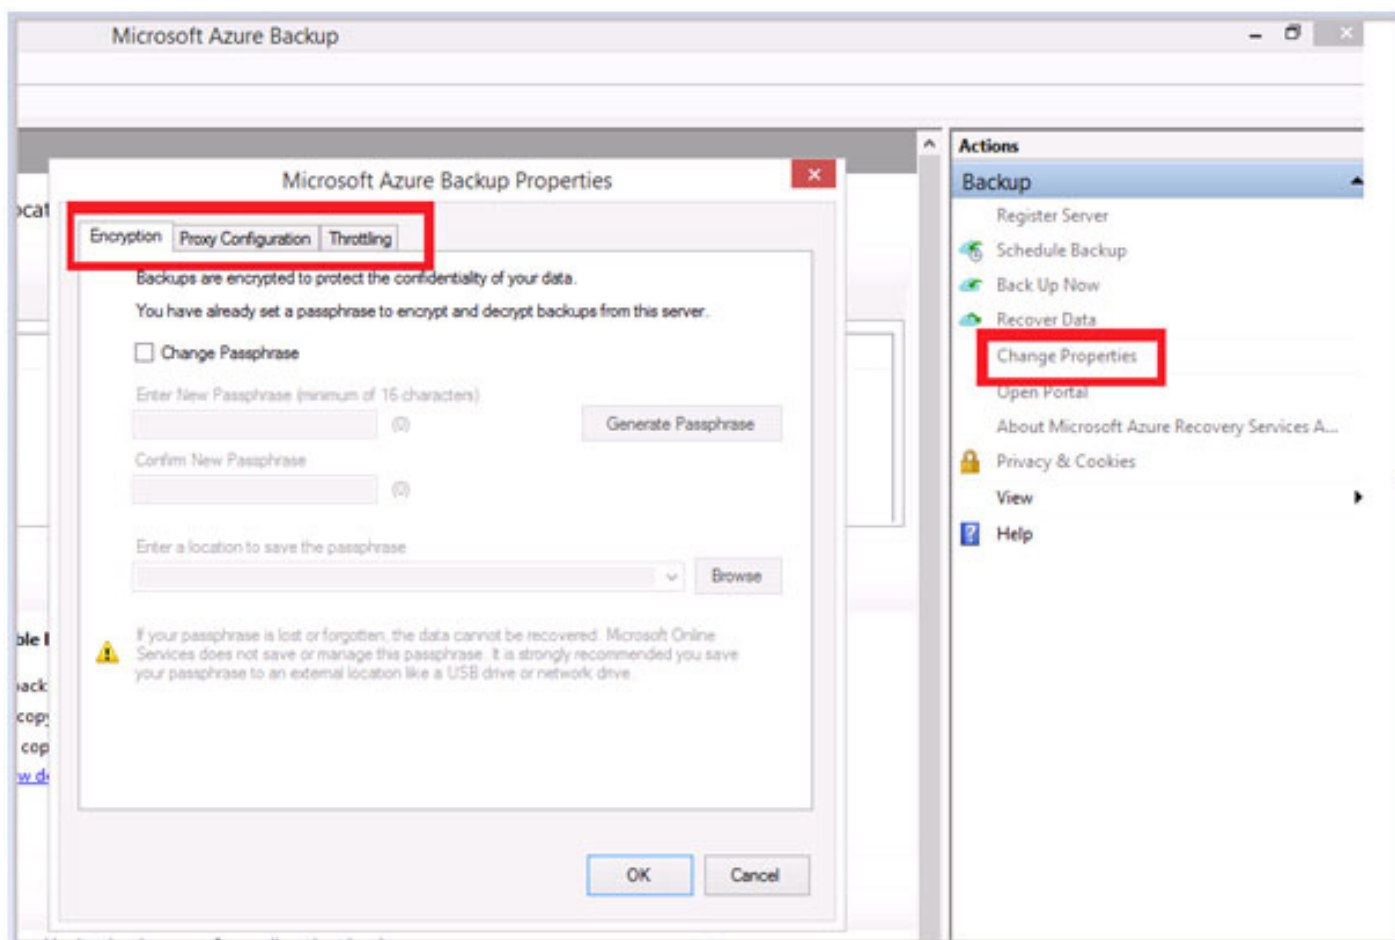 Microsoft Azure Backup
Actions
Microsoft Azure Backup Properties
Backup
Encryption
Proxy Configuration
Throttling
Register Server
Backups are encrypted to protect the confidentiality of your data.
Schedule Backup
You have already set a passphrase to encrypt and decrypt backups from this server.
Back Up Now
Recover Data
Change Passphrase
Change Properties
Enter New Passphrase (minimum of 16 characters)
Open Portal
(0)
Generate Passphrase
About Microsoft Azure Recovery Services A...
Confirm New Passphrase
Privacy & Cookies
(0)
View
Help
Enter a location to save the passphrase
Browse
If your passphrase is lost or forgotten, the data cannot be recovered. Microsoft Online
Services does not save or manage this passphrase. It is strongly recommended you save
your passphrase to an external location like a USB drive or network drive.
copy
cop
OK
Cancel